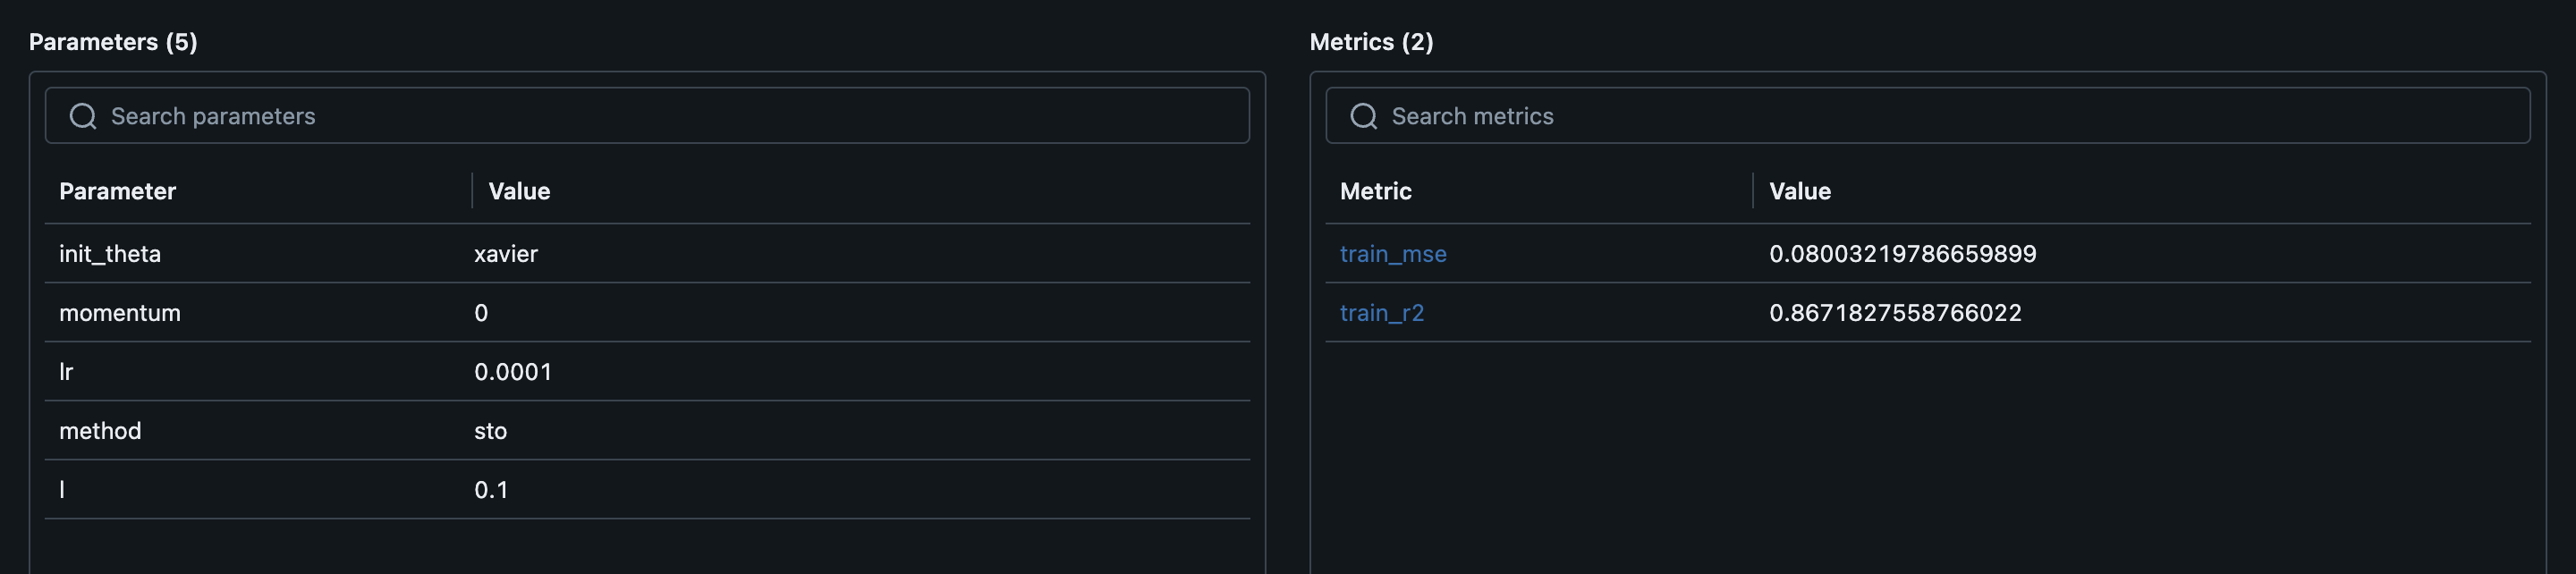 Parameters (5)
Search parameters
Parameter Value
init_theta xavier
momentum 0
lr 0.0001
method sto
l 0.1
Metrics (2)
Search metrics
Metric Value
train_mse 0.08003219786659899
train_r2 0.8671827558766022